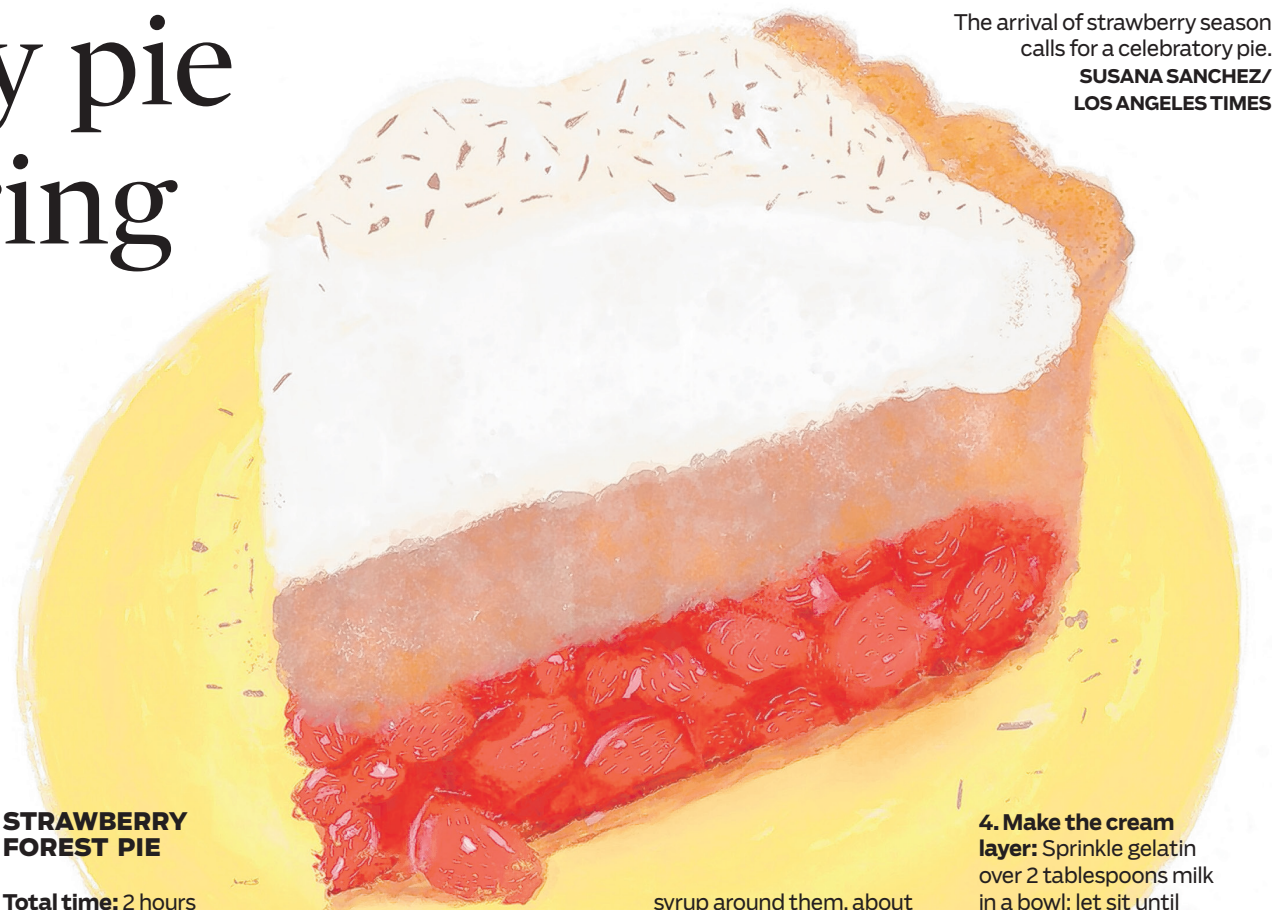 y pie
ing
The arrival of strawberry season
calls for a celebratory pie.
SUSANA SANCHEZ/
LOS ANGELES TIMES
STRAWBERRY
FOREST PIE
Total time: 2 hours
syrup around them, about
4. Make the cream
layer: Sprinkle gelatin
over 2 tablespoons milk
in a bowl; let sit until